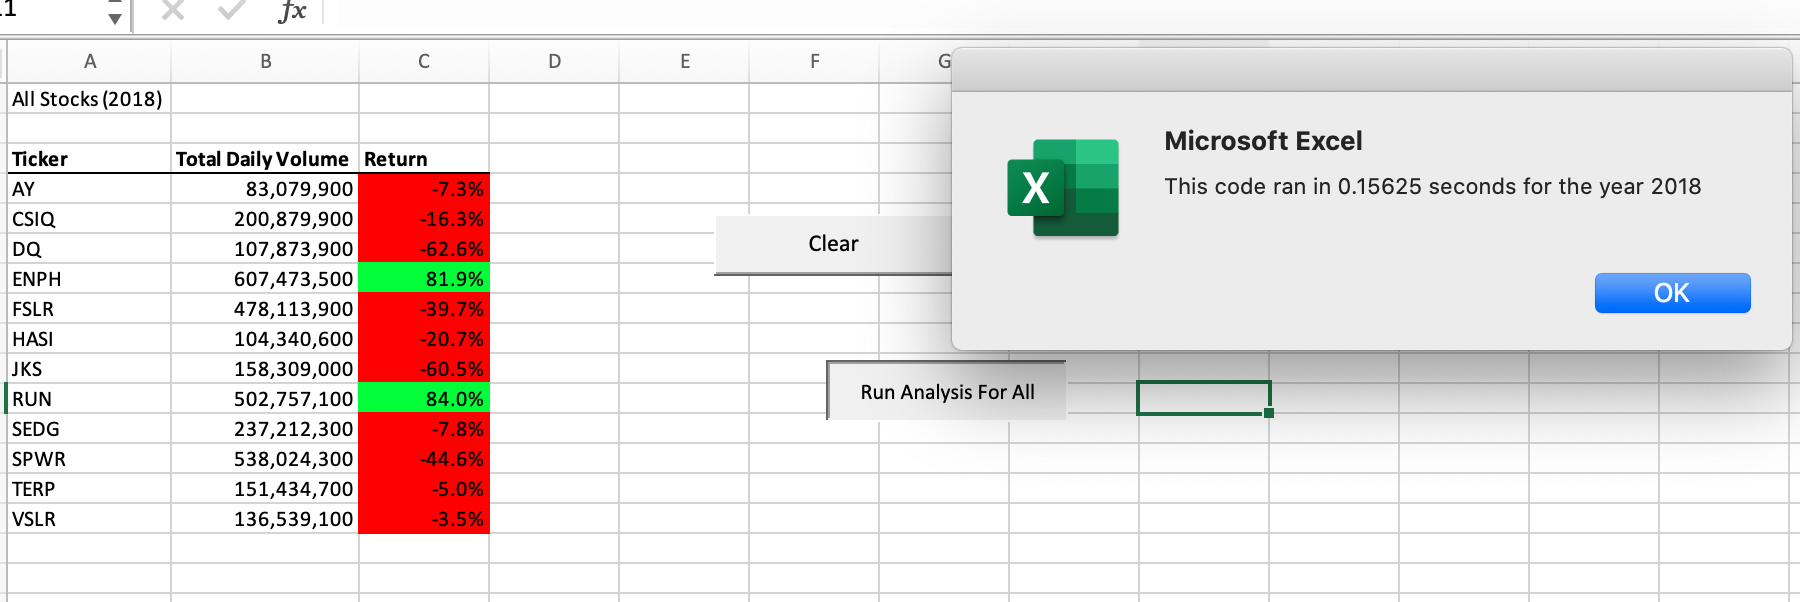 fx
A B C D E F G
All Stocks (2018)
Ticker Total Daily Volume Return
AY 83,079,900 -7.3%
CSIQ 200,879,900 -16.3%
DQ 107,873,900 -62.6%
ENPH 607,473,500 81.9%
FSLR 478,113,900 -39.7%
HASI 104,340,600 -20.7%
JKS 158,309,000 -60.5%
RUN 502,757,100 84.0%
SEDG 237,212,300 -7.8%
SPWR 538,024,300 -44.6%
TERP 151,434,700 -5.0%
VSLR 136,539,100 -3.5%
Clear
Run Analysis For All
X
Microsoft Excel
This code ran in 0.15625 seconds for the year 2018
OK